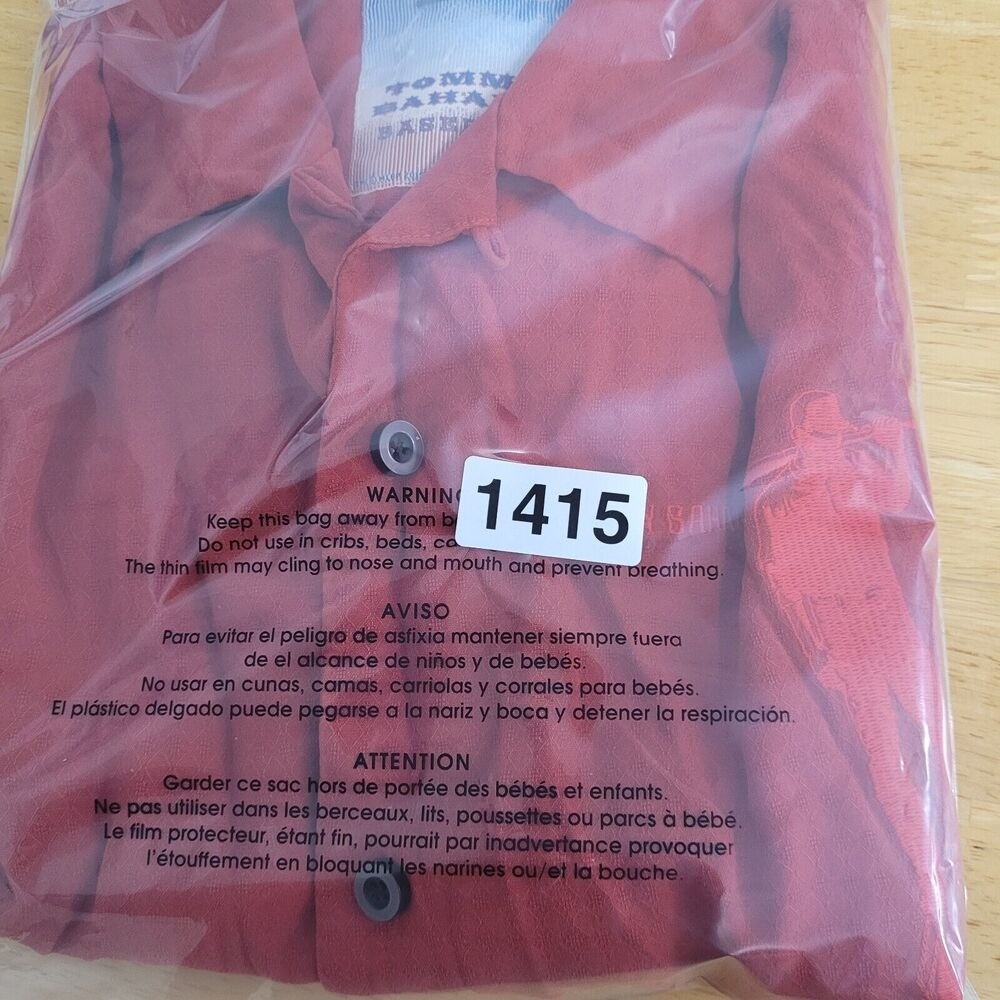 TOMM
BAHA
BASE
1415
WARNING
Keep this bag away from b
Do not use in cribs, beds, ca
The thin film may cling to nose and mouth and prevent breathing.
AVISO
Para evitar el peligro de asfixia mantener siempre fuera
de el alcance de niños y de bebés.
No usar en cunas, camas, carriolas y corrales para bebés.
El plástico delgado puede pegarse a la nariz y boca y detener la respiración.
ATTENTION
Garder ce sac hors de portée des bébés et enfants.
Ne pas utiliser dans les berceaux, lits, poussettes ou parcs à bébé.
Le film protecteur, étant fin, pourrait par inadvertance provoquer
l'étouffement en bloquant les narines ou/et la bouche.